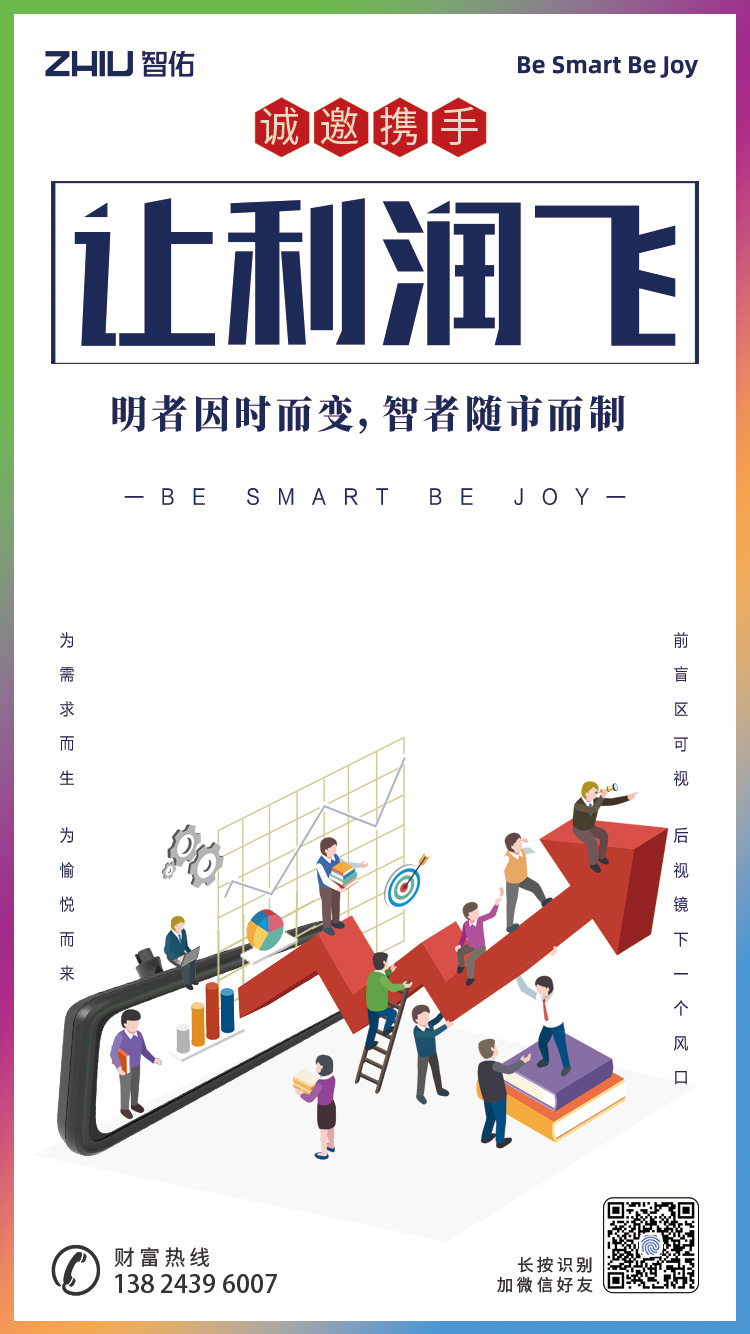 ZHIU 智佑
Be Smart Be Joy
诚邀携手
让利润飞
明者因时而变，智者随市而制
—BE SMART BE JOY—
为需求而生 为愉悦而来
前盲区可视 后视镜下一个风口
财富热线
138 2439 6007
长按识别
加微信好友